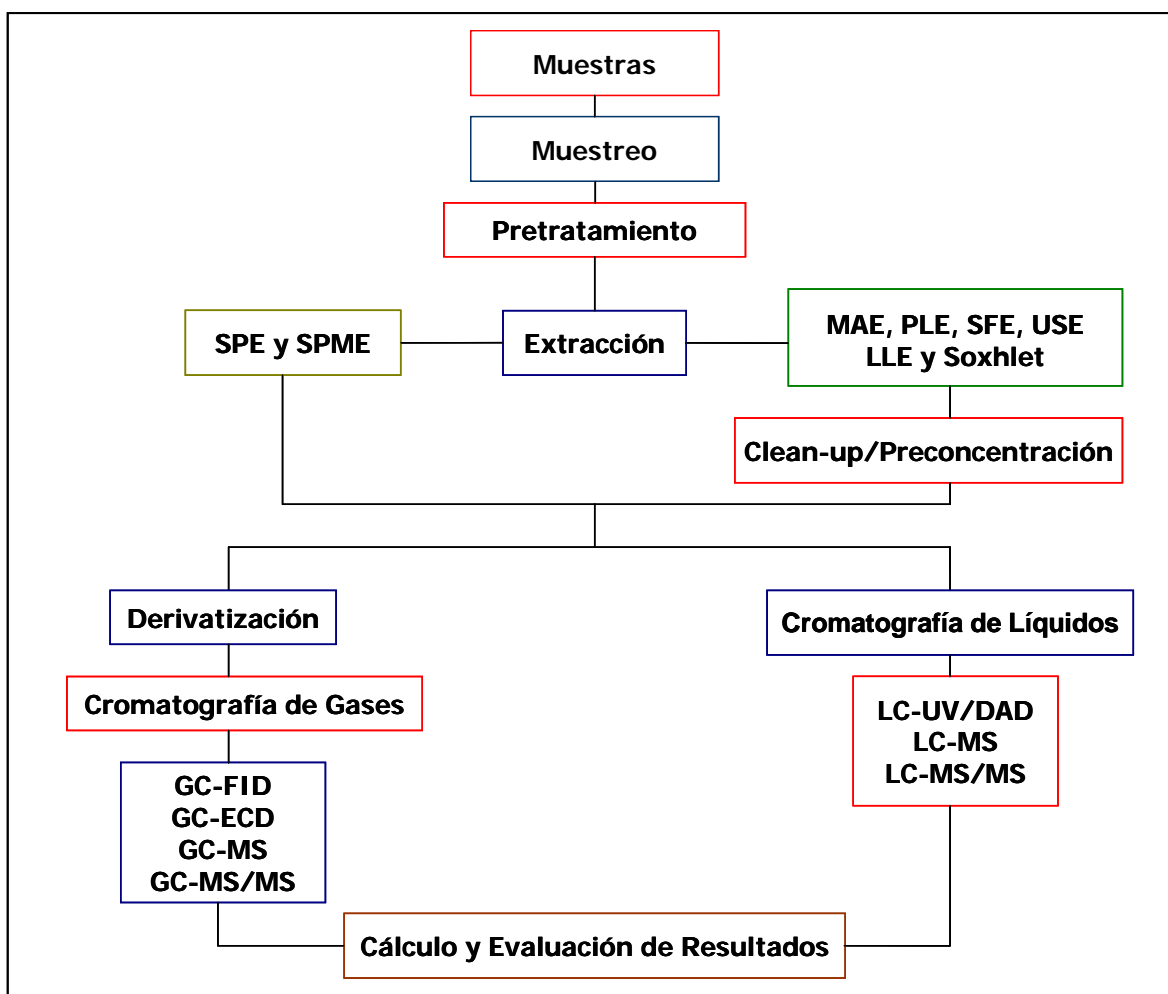 Muestras
Muestreo
Pretratamiento
SPE y SPME
Extracción
MAE, PLE, SFE, USE
LLE y Soxhlet
Clean-up/Preconcentración
Derivatización
Cromatografía de Líquidos
Cromatografía de Gases
LC-UV/DAD
LC-MS
LC-MS/MS
GC-FID
GC-ECD
GC-MS
GC-MS/MS
Cálculo y Evaluación de Resultados